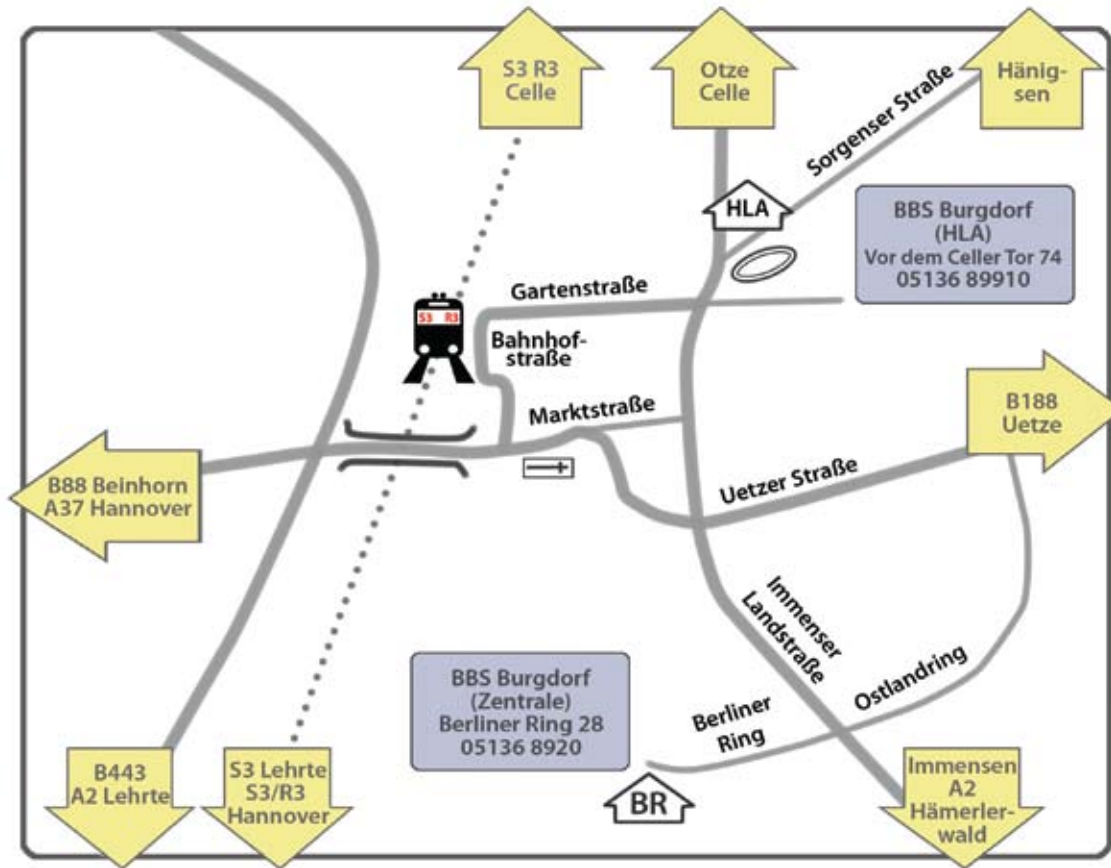 S3 R3
Celle
Otze
Celle
Hänig-
sen
Sorgenser Straße
HLA
BBS Burgdorf
(HLA)
Vor dem Celler Tor 74
05136 89910
Gartenstraße
S3 R3
Bahnhof-
straße
Marktstraße
B188
Uetze
B88 Beinhorn
A37 Hannover
Uetzer Straße
Immenser
Landstraße
BBS Burgdorf
(Zentrale)
Berliner Ring 28
05136 8920
Berliner
Ring
Ostlandring
B443
A2 Lehrte
S3 Lehrte
S3/R3
Hannover
BR
Immensen
A2
Hämerler-
wald